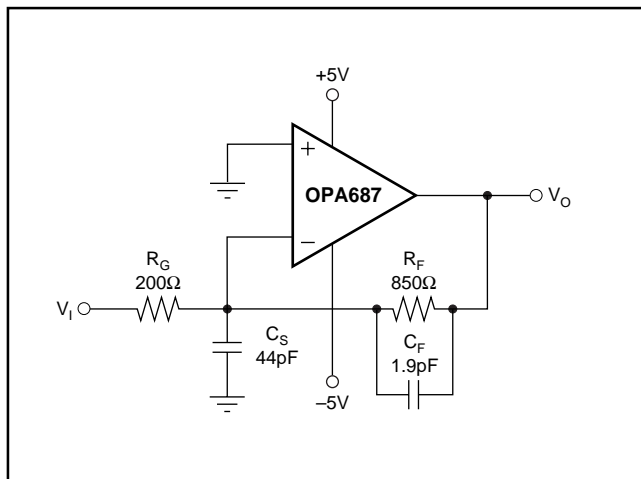 +5V
+
OPA687
−
V_O
R_G
200Ω
V_I
R_F
850Ω
C_S
44pF
C_F
1.9pF
–5V